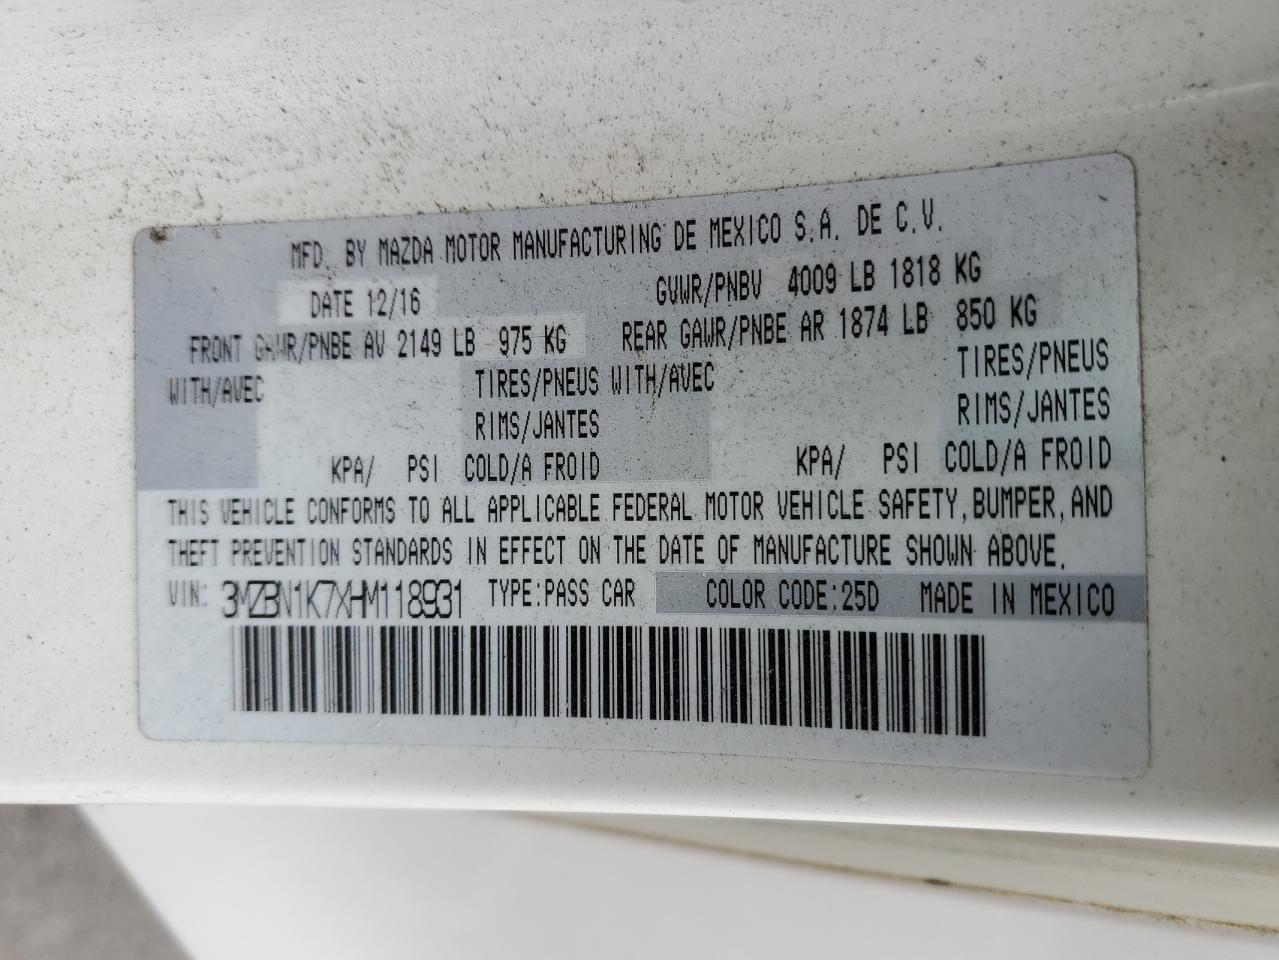 MFD. BY MAZDA MOTOR MANUFACTURING DE MEXICO S.A. DE C.V.
DATE 12/16 GVWR/PNBV 4009 LB 1818 KG
FRONT GAWR/PNBE AV 2149 LB 975 KG REAR GAWR/PNBE AR 1874 LB 850 KG
WITH/AVEC TIRES/PNEUS WITH/AVEC TIRES/PNEUS
RIMS/JANTES RIMS/JANTES
KPA/ PSI COLD/A FROID KPA/ PSI COLD/A FROID
THIS VEHICLE CONFORMS TO ALL APPLICABLE FEDERAL MOTOR VEHICLE SAFETY, BUMPER, AND
THEFT PREVENTION STANDARDS IN EFFECT ON THE DATE OF MANUFACTURE SHOWN ABOVE.
VIN: 3MZBN1K7XHM118931 TYPE:PASS CAR COLOR CODE:25D MADE IN MEXICO